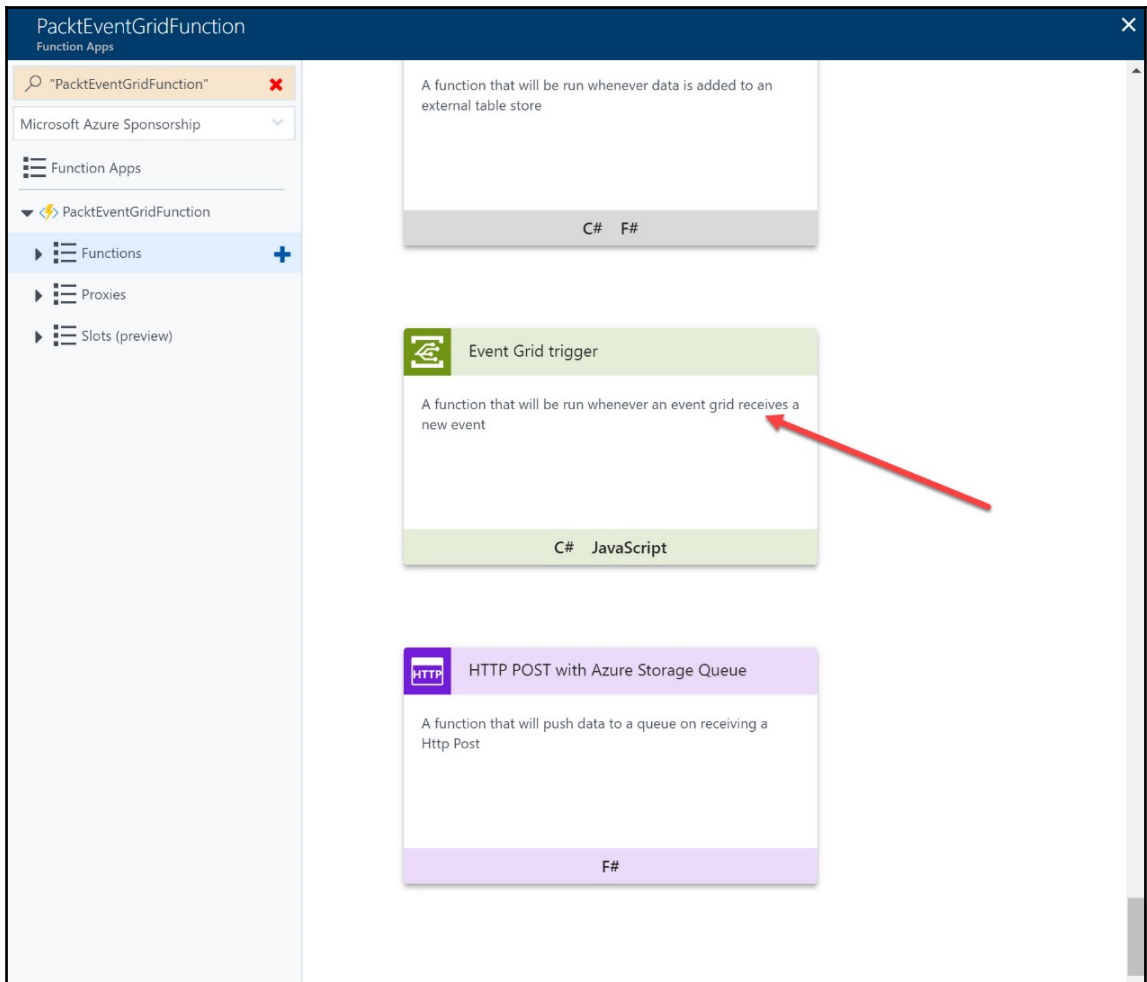 PacktEventGridFunction
Function Apps
"PacktEventGridFunction"
Microsoft Azure Sponsorship
Function Apps
PacktEventGridFunction
Functions
Proxies
Slots (preview)
A function that will be run whenever data is added to an
external table store
C# F#
Event Grid trigger
A function that will be run whenever an event grid receives a
new event
C# JavaScript
HTTP
HTTP POST with Azure Storage Queue
A function that will push data to a queue on receiving a
Http Post
F#